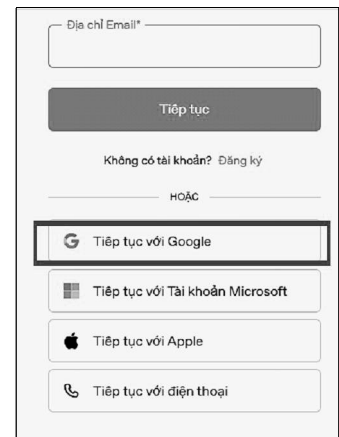 Địa chỉ Email*
Tiếp tục
Không có tài khoản? Đăng ký
HOẶC
Tiếp tục với Google
Tiếp tục với Tài khoản Microsoft
Tiếp tục với Apple
Tiếp tục với điện thoại